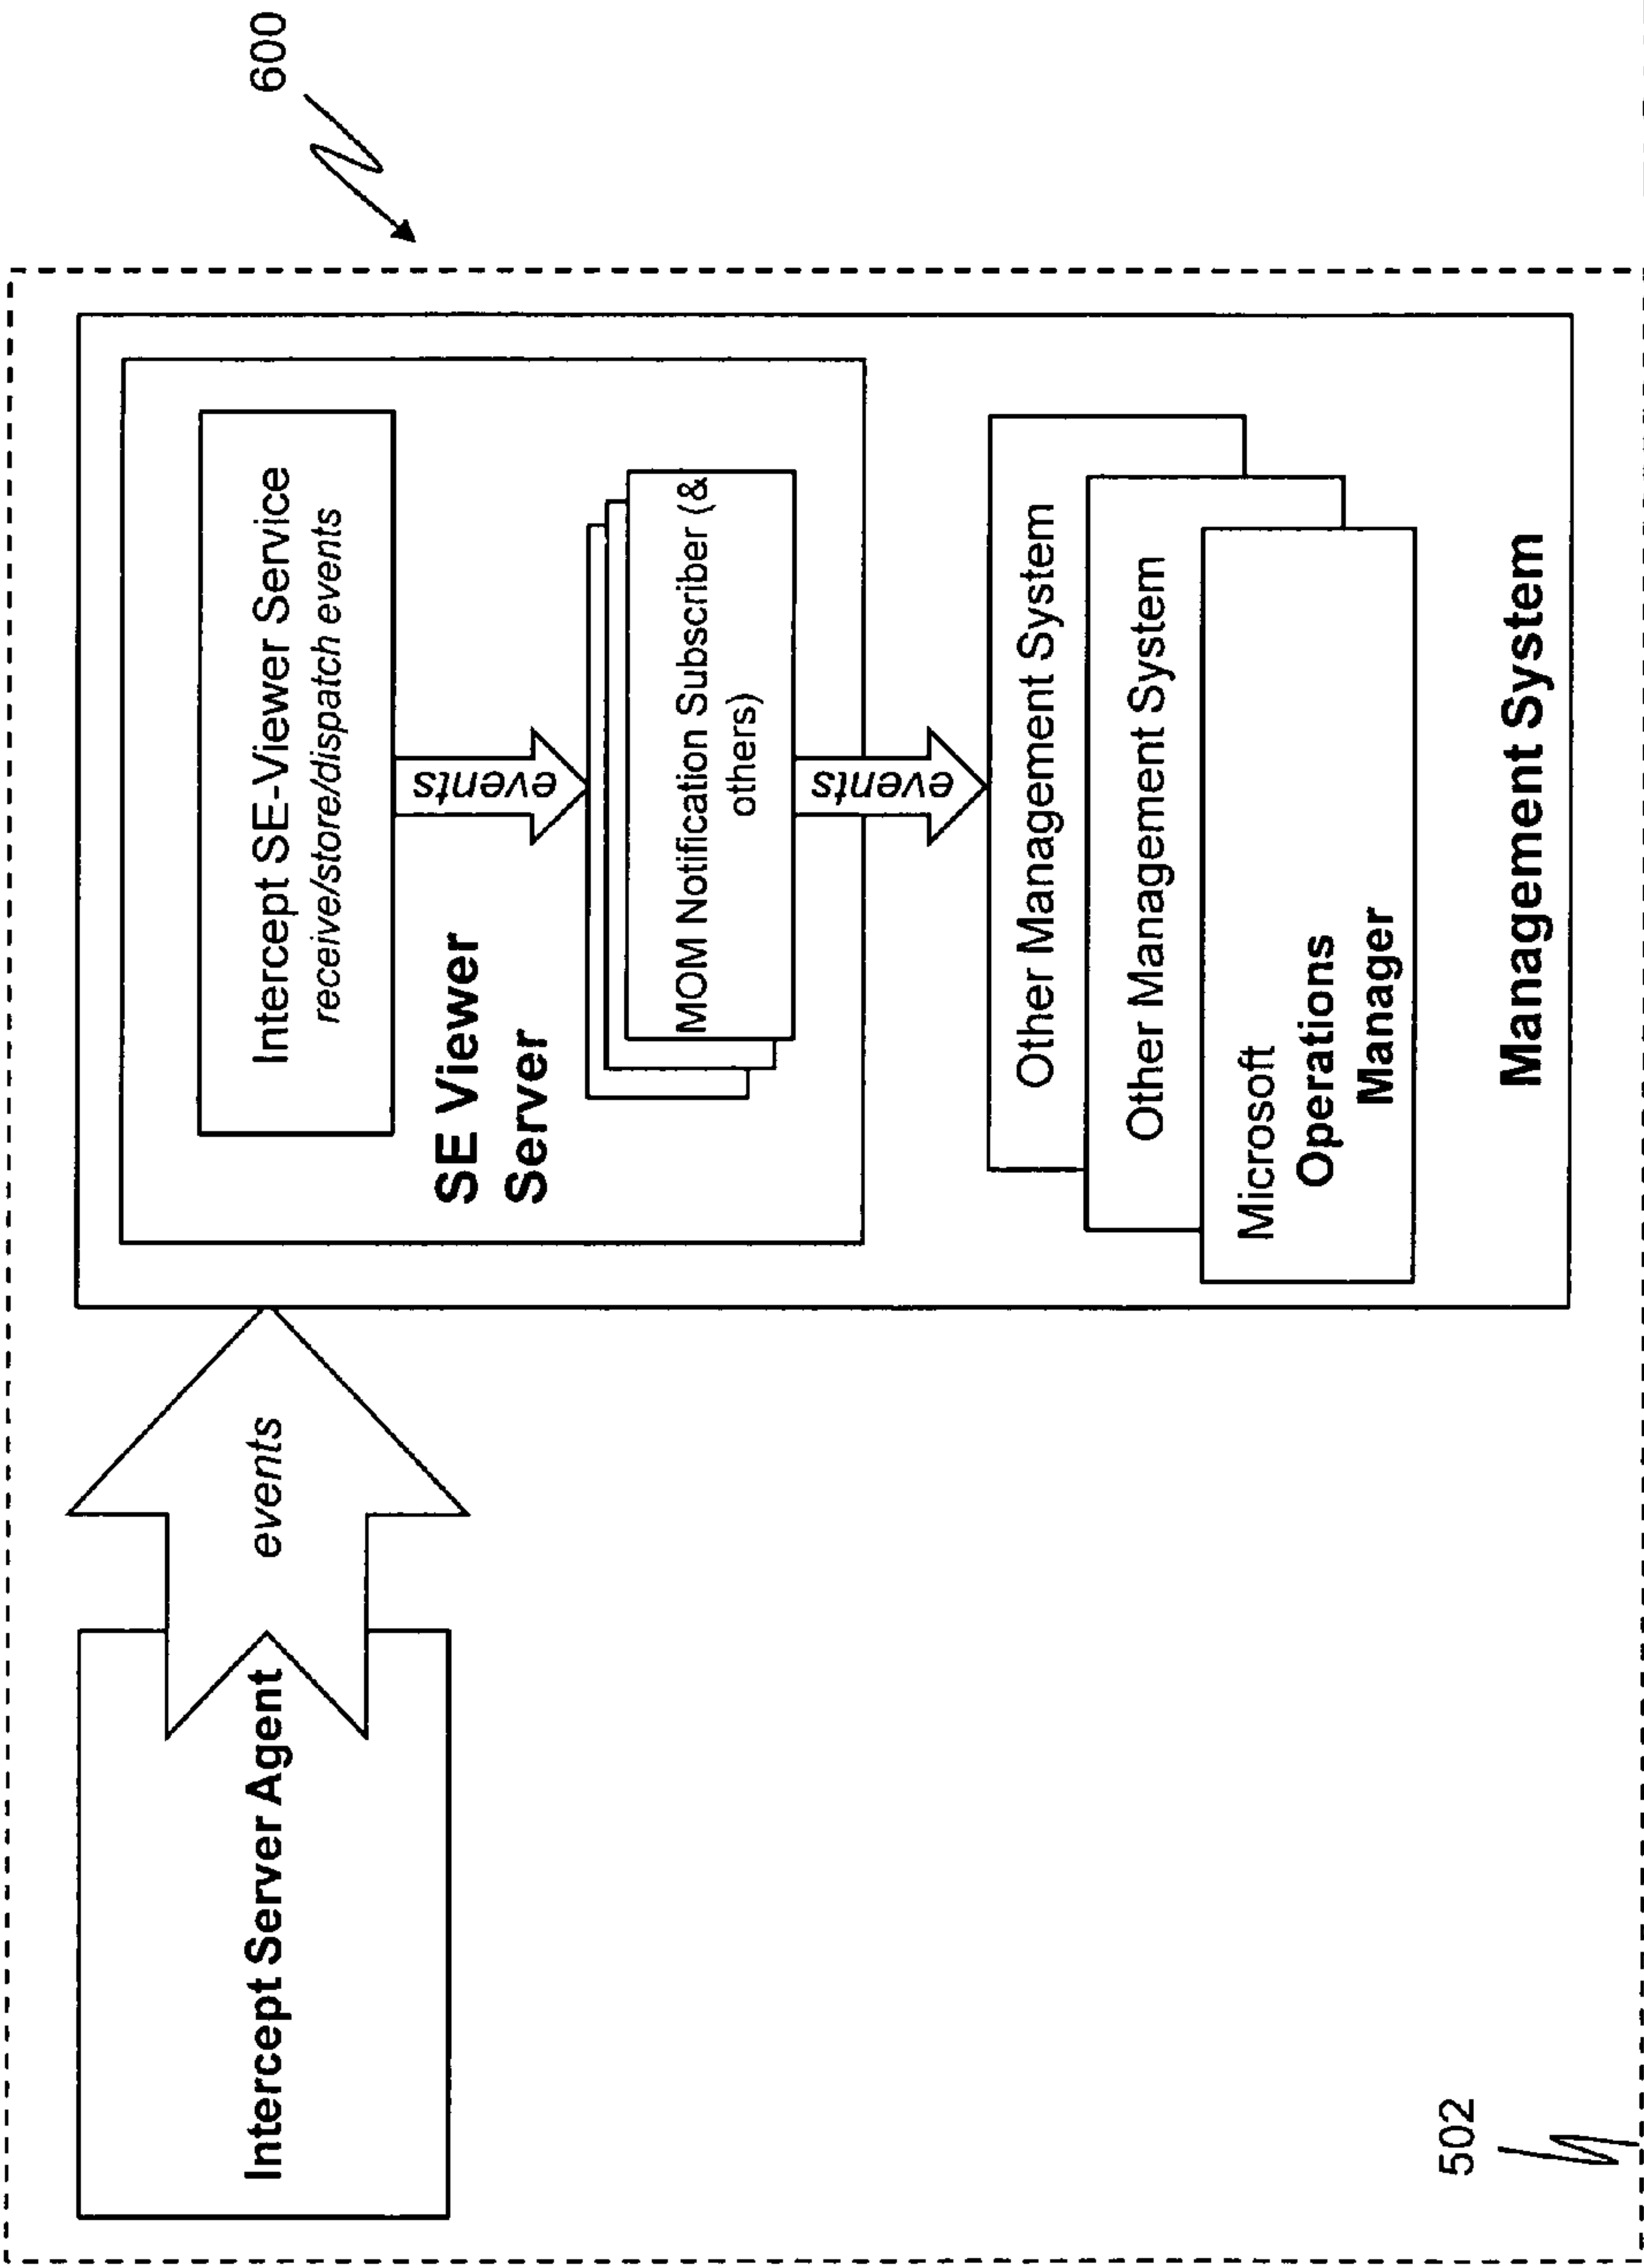 600
Intercept Server Agent
events
Intercept SE-Viewer Service
receive/store/dispatch events
events
SE Viewer
Server
MOM Notification Subscriber (&
others)
events
Other Management System
Other Management System
Microsoft
Operations
Manager
Management System
502